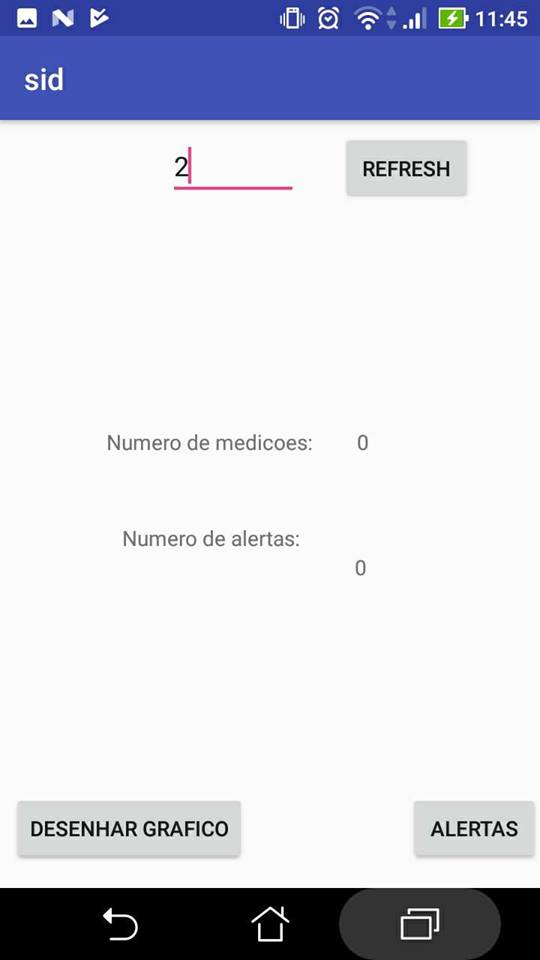 11:45
sid
2
REFRESH
Numero de medicoes: 0
Numero de alertas:
0
DESENHAR GRAFICO
ALERTAS